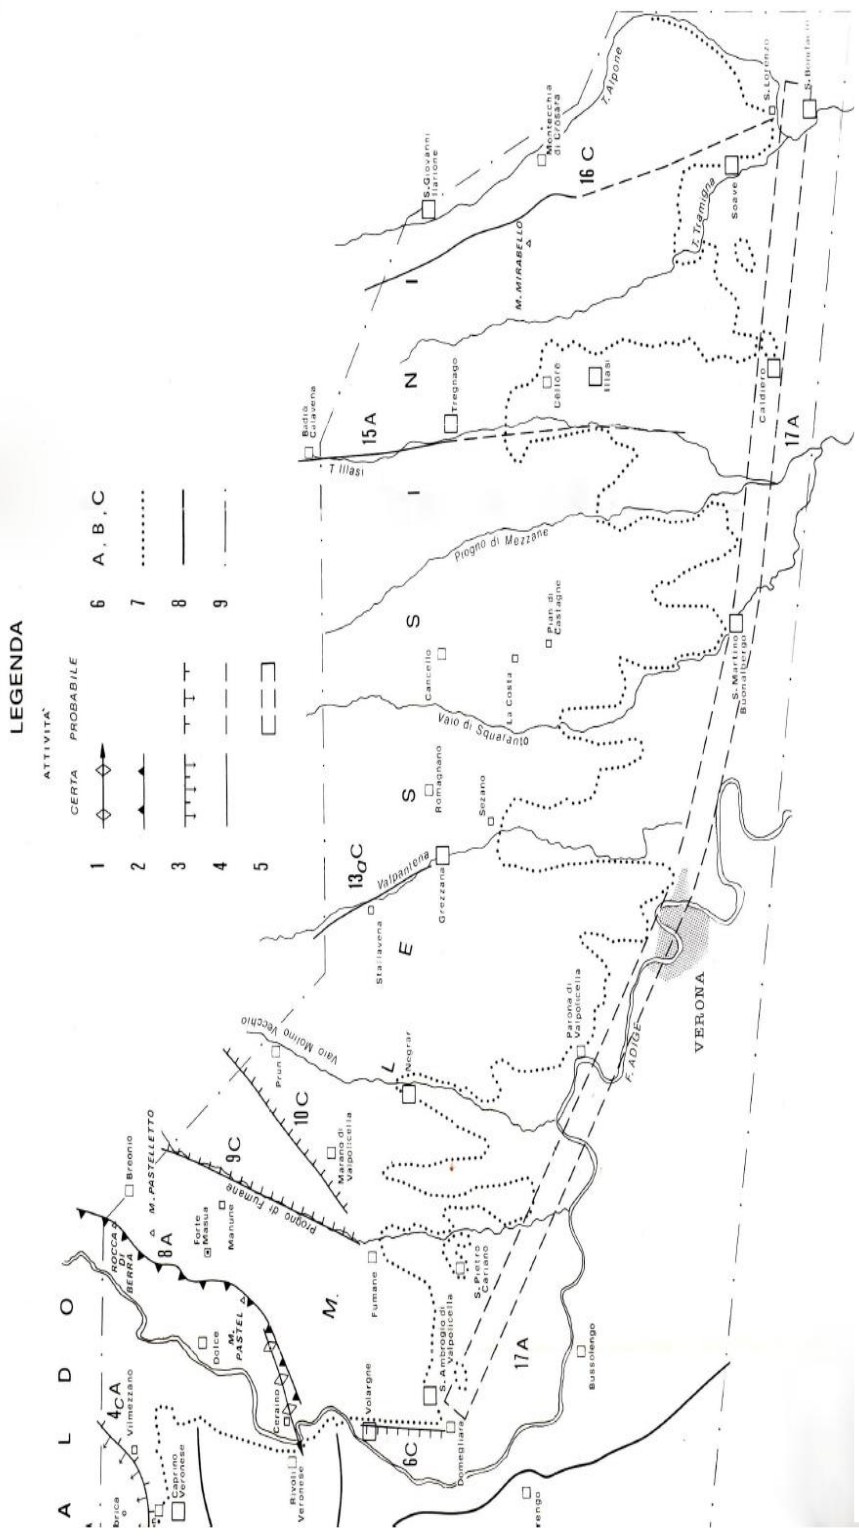 LEGENDA
ATTIVITA'
CERTA PROBABILE
1
2
3
4
5
6 A, B, C
7
8
9
A L D O
M. L E S S I N I
4cA
6C
8A
9C
10C
13aC
15A
16C
17A
17A
Vilmezzano
Caprino
Veronese
Rivoli
Veronese
Ceraino
Dolce
M.
PASTEL
ROCCA
DI
BERRA
Breonio
M. PASTELLETTO
Forte
Masua
Manune
Progno di Fumane
Fumane
Volargne
Domegliara
S. Ambrogio di
Valpolicella
S. Pietro
Cariano
Bussolengo
Marano di
Valpolicella
Prun
Vaio Molino Vecchio
Negrar
Parona di
Valpolicella
F. ADIGE
VERONA
Stallavena
Valpantena
Grezzana
Romagnano
Sezano
Vaio di Squaranto
Cancello
La Costa
Pian di
Castagne
S. Martino
Buonalbergo
Progno di Mezzane
Badia
Calavena
T Illasi
Tregnago
Cellore
Illasi
Caldiero
M. MIRABELLO
T. Tramigna
Soave
S. Giovanni
Ilarione
Montecchia
di Crosara
T. Alpone
S. Lorenzo
S. Bonifacio